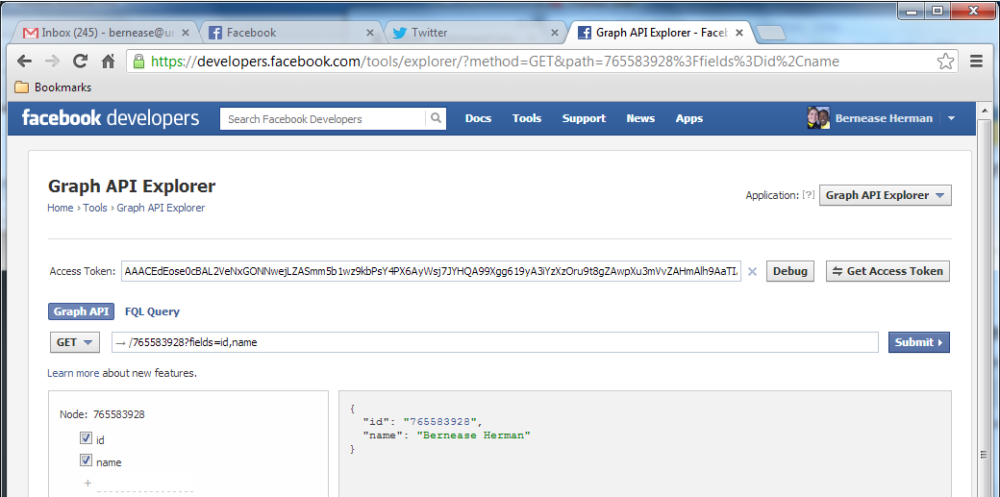 Inbox (245) - bernease@ur Facebook Twitter Graph API Explorer - Faceb
https://developers.facebook.com/tools/explorer/?method=GET&path=765583928%3Ffields%3Did%2Cname
Bookmarks
facebook developers Search Facebook Developers Docs Tools Support News Apps Bernease Herman
Graph API Explorer
Home › Tools › Graph API Explorer
Application: [?] Graph API Explorer
Access Token: AAACEdEose0cBAL2VeNxGONNwejLZASmm5b1wz9kbPsY4PX6AyWsj7JYHQA99Xgg619yA3iYzXzOru9t8gZAwpXu3mVvZAHmAlh9AaTI Debug Get Access Token
Graph API FQL Query
GET → /765583928?fields=id,name Submit
Learn more about new features.
Node: 765583928
id
name
+
{
"id": "765583928",
"name": "Bernease Herman"
}